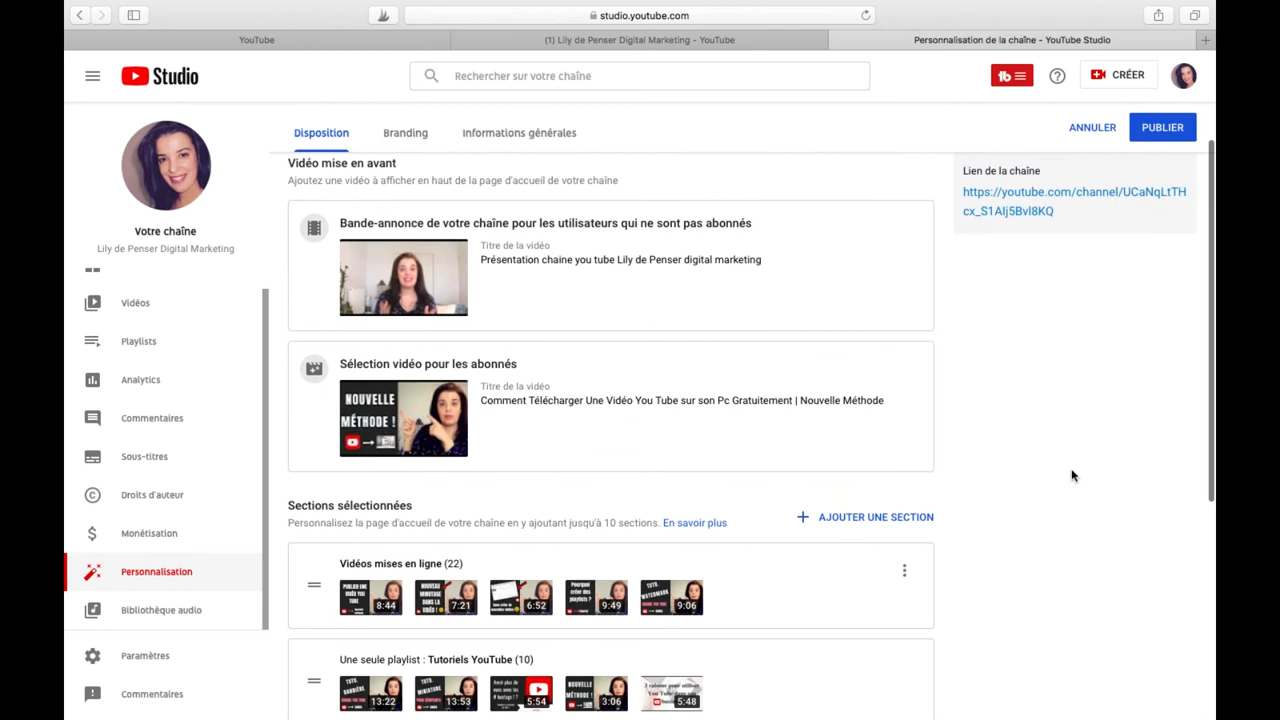 studio.youtube.com
YouTube
(1) Lily de Penser Digital Marketing - YouTube
Personnalisation de la chaîne - YouTube Studio
Studio
Rechercher sur votre chaîne
CRÉER
Disposition
Branding
Informations générales
ANNULER
PUBLIER
Votre chaîne
Lily de Penser Digital Marketing
Vidéos
Playlists
Analytics
Commentaires
Sous-titres
Droits d'auteur
Monétisation
Personnalisation
Bibliothèque audio
Paramètres
Commentaires
Vidéo mise en avant
Ajoutez une vidéo à afficher en haut de la page d'accueil de votre chaîne
Bande-annonce de votre chaîne pour les utilisateurs qui ne sont pas abonnés
Titre de la vidéo
Présentation chaine you tube Lily de Penser digital marketing
Sélection vidéo pour les abonnés
NOUVELLE
MÉTHODE !
Titre de la vidéo
Comment Télécharger Une Vidéo You Tube sur son Pc Gratuitement | Nouvelle Méthode
Sections sélectionnées
Personnalisez la page d'accueil de votre chaîne en y ajoutant jusqu'à 10 sections. En savoir plus
AJOUTER UNE SECTION
Vidéos mises en ligne (22)
8:44
7:21
6:52
9:49
9:06
Une seule playlist : Tutoriels YouTube (10)
13:22
13:53
5:54
3:06
5:48
Lien de la chaîne
https://youtube.com/channel/UCaNqLtTH
cx_S1Alj5Bvl8KQ